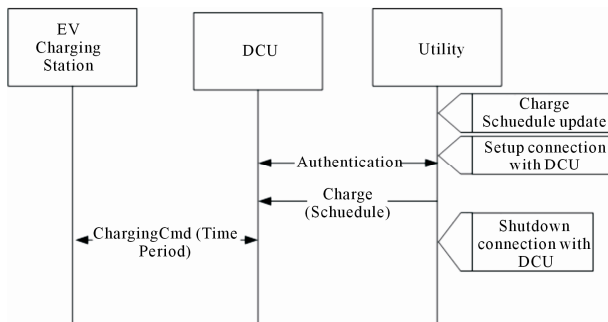 EV
Charging
Station
DCU
Utility
Charge
Schuedule update
Setup connection
with DCU
Authentication
Charge
(Schuedule)
ChargingCmd (Time
Period)
Shutdown
connection with
DCU